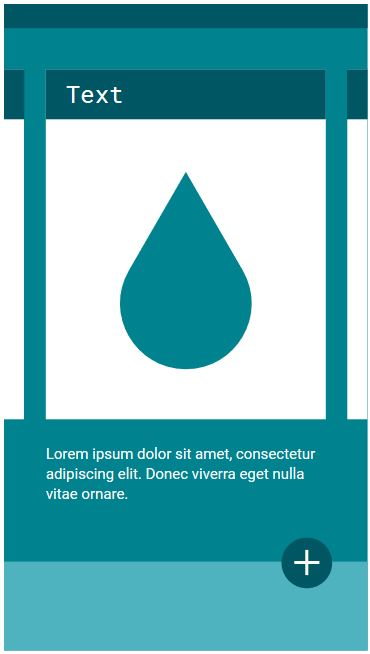 Text
Lorem ipsum dolor sit amet, consectetur
adipiscing elit. Donec viverra eget nulla
vitae ornare.